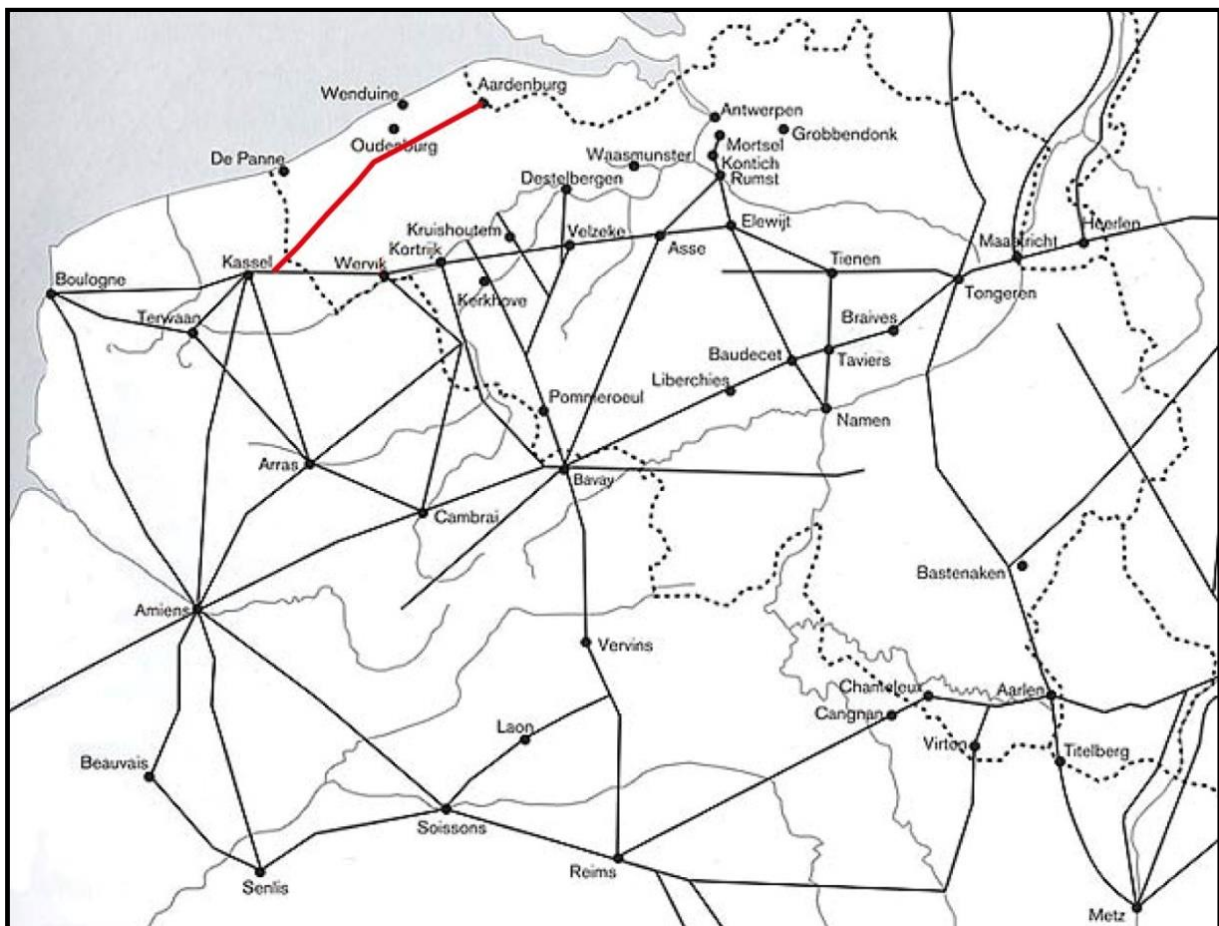 Aardenburg
Wenduine
Antwerpen
Oudenburg
Grobbendonk
Mortsel
De Panne
Waasmunster
Kontich
Destelbergen
Rumst
Kruishoutem
Velzeke
Elewijt
Heerlen
Kortrijk
Asse
Maastricht
Kassel
Wervik
Tienen
Boulogne
Kerkhove
Tongeren
Terwaan
Braives
Baudecet
Taviers
Liberchies
Pommeroeul
Namen
Arras
Bavay
Cambrai
Bastenaken
Amiens
Vervins
Chanteleux
Aarlen
Cangnan
Laon
Virton
Titelberg
Beauvais
Soissons
Reims
Senlis
Metz